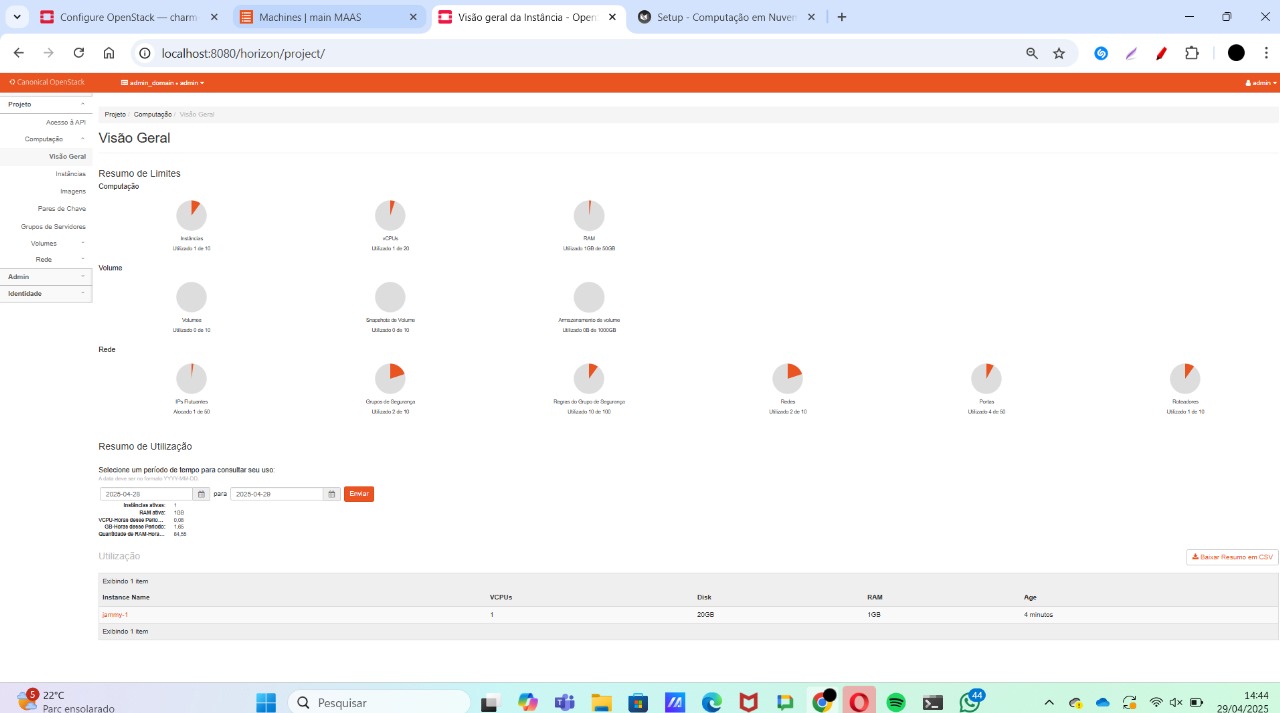 Canonical OpenStack — charm
Machines | main MAAS
Visão geral da Instância - Open
Setup - Computação em Nuven
localhost:8080/horizon/project/
Canonical OpenStack
admin_domain • admin
admin
Projeto
Acesso à API
Computação
Visão Geral
Instâncias
Imagens
Pares de Chave
Grupos de Servidores
Volumes
Rede
Admin
Identidade
Projeto / Computação / Visão Geral
Visão Geral
Resumo de Limites
Computação
Instâncias
Utilizado 1 de 10
vCPUs
Utilizado 1 de 20
RAM
Utilizado 1GB de 50GB
Volume
Volumes
Utilizado 0 de 10
Snapshots de Volume
Utilizado 0 de 10
Armazenamento de volume
Utilizado 0B de 1000GB
Rede
IPs Flutuantes
Alocado 1 de 50
Grupos de Segurança
Utilizado 2 de 10
Regras do Grupo de Segurança
Utilizado 10 de 100
Redes
Utilizado 2 de 10
Portas
Utilizado 4 de 50
Roteadores
Utilizado 1 de 10
Resumo de Utilização
Selecione um período de tempo para consultar seu uso:
A data deve ser no formato YYYY-MM-DD.
2025-04-28 para 2025-04-29 Enviar
Instâncias ativas: 1
RAM ativa: 1GB
VCPU-Horas desse Perío... 0,08
GB-Horas desse Período: 1,65
Quantidade de RAM-Hora... 84,55
Utilização
Baixar Resumo em CSV
Exibindo 1 item
Instance Name VCPUs Disk RAM Age
jammy-1 1 20GB 1GB 4 minutos
Exibindo 1 item
5
22°C
Parc ensolarado
Pesquisar
44
14:44
29/04/2025